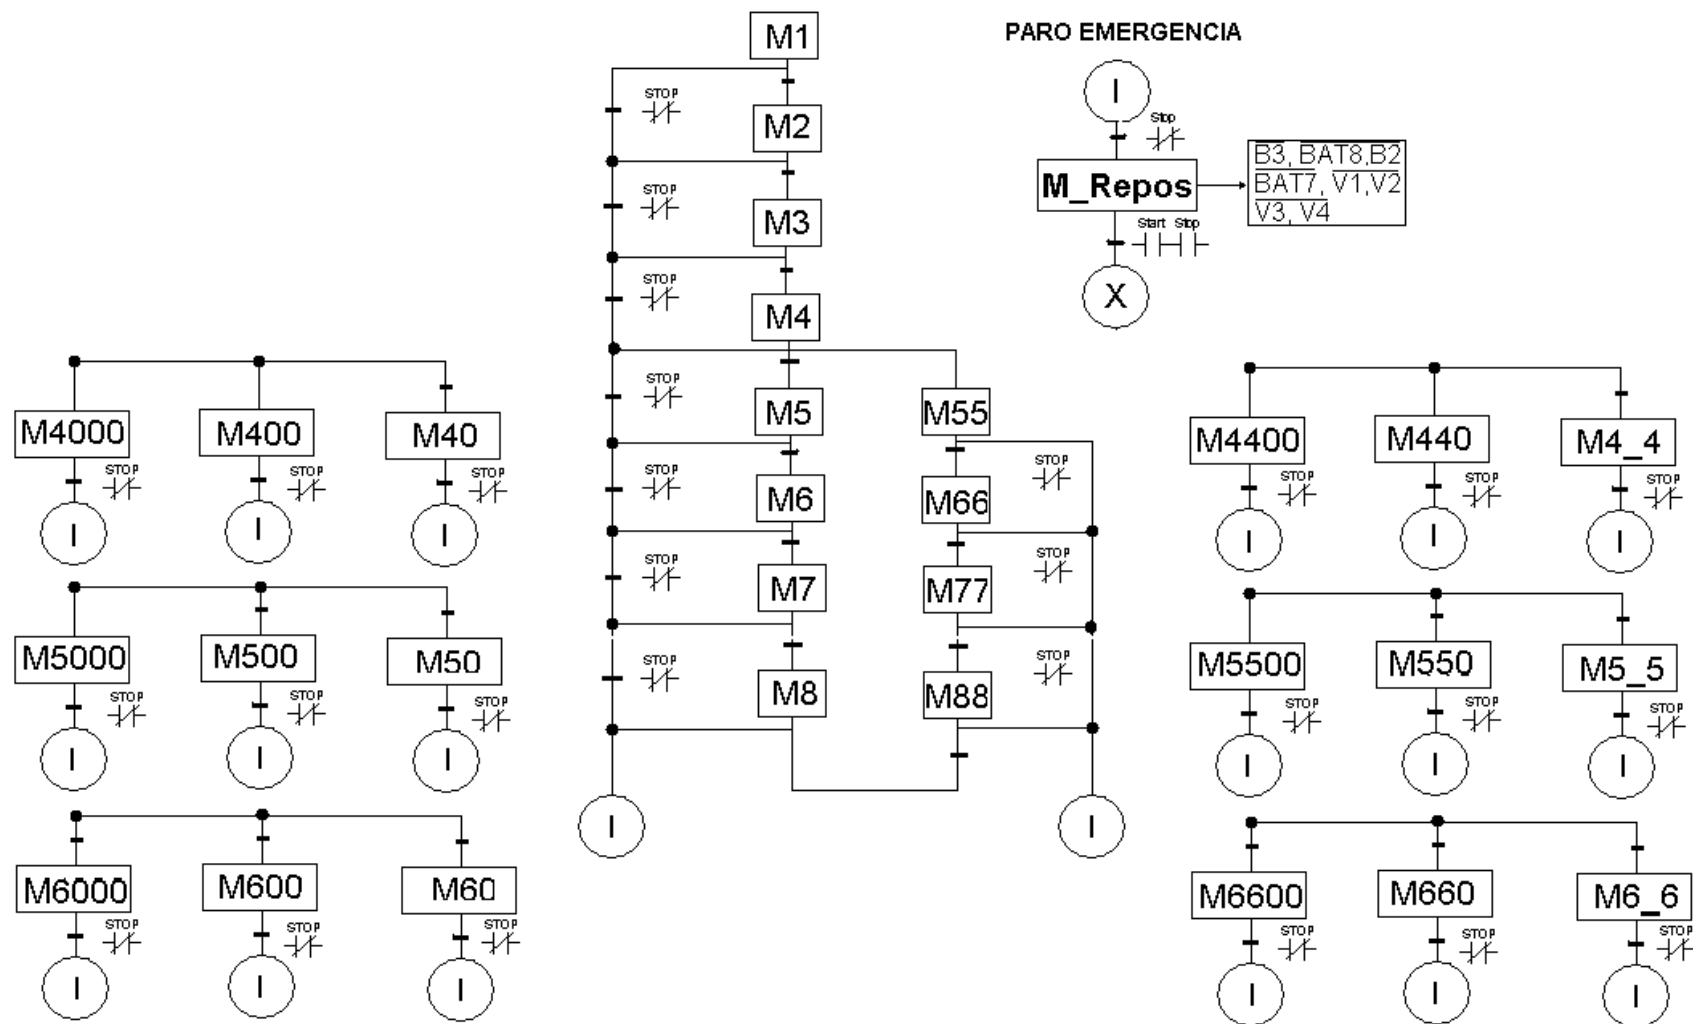 M1
PARO EMERGENCIA
I
STOP
M2
Stop
B3, BAT8,B2
M_Repos
BAT7, V1,V2
V3, V4
STOP
M3
Start Stop
STOP
X
M4
STOP
M5
M55
M4000
M400
M40
M4400
M440
M4_4
STOP
STOP
STOP
STOP
STOP
STOP
STOP
STOP
M6
M66
I
I
I
I
I
I
STOP
STOP
M7
M77
M5000
M500
M50
STOP
STOP
M5500
M550
M5_5
STOP
STOP
STOP
M8
M88
STOP
STOP
STOP
I
I
I
I
I
I
I
I
M6000
M600
M60
M6600
M660
M6_6
STOP
STOP
STOP
STOP
STOP
STOP
I
I
I
I
I
I